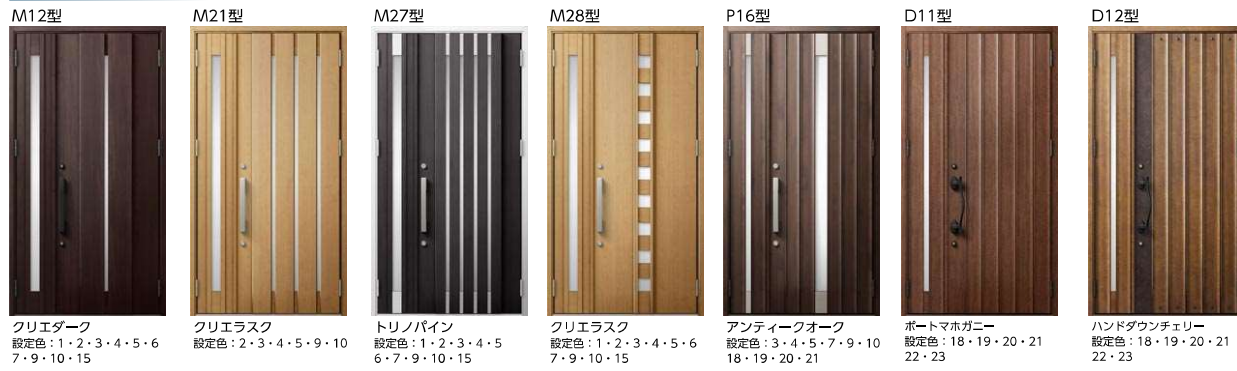 M12型
クリエダーク
設定色：1・2・3・4・5・6
7・9・10・15
M21型
クリエラスク
設定色：2・3・4・5・9・10
M27型
トリノパイン
設定色：1・2・3・4・5
6・7・9・10・15
M28型
クリエラスク
設定色：1・2・3・4・5・6
7・9・10・15
P16型
アンティークオーク
設定色：3・4・5・7・9・10
18・19・20・21
D11型
ポートマホガニー
設定色：18・19・20・21
22・23
D12型
ハンドダウンチェリー
設定色：18・19・20・21
22・23